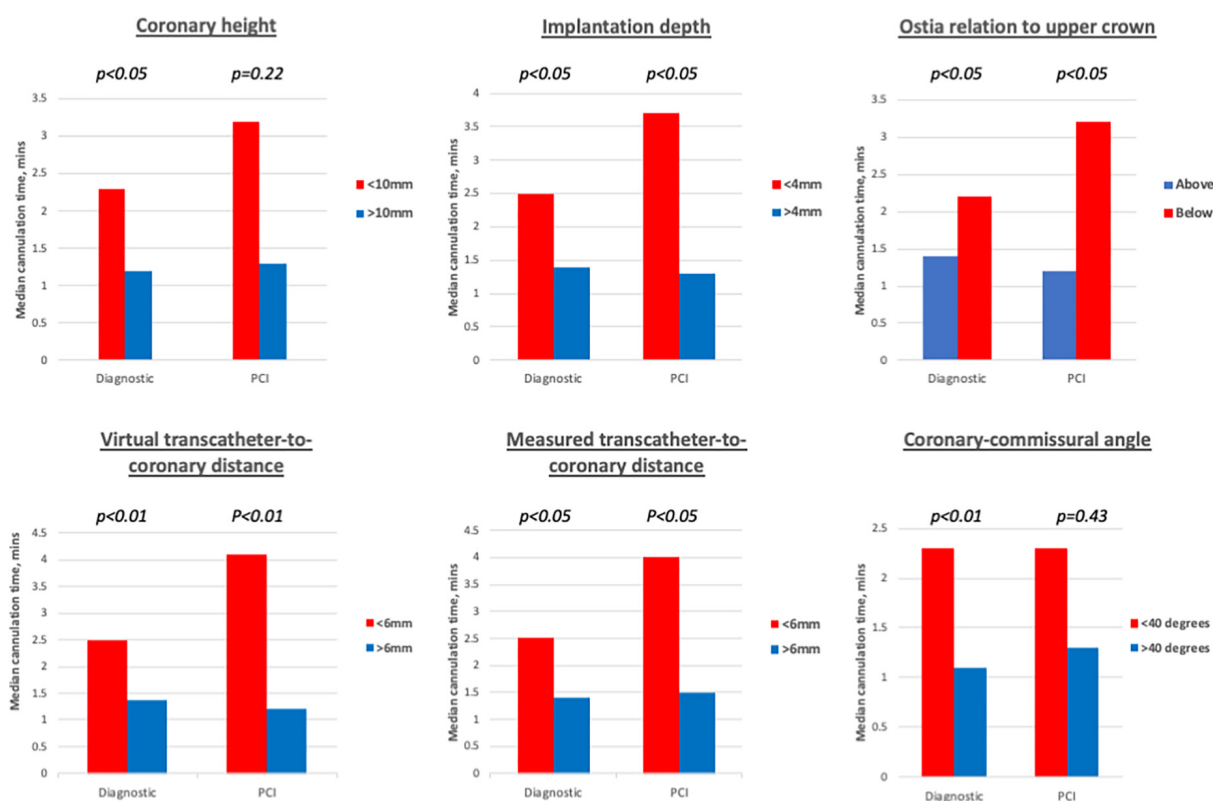 Coronary height
p<0.05 p=0.22
Median cannulation time, mins
3.5
3
2.5
2
1.5
1
0.5
0
Diagnostic PCI
<10mm
>10mm
Implantation depth
p<0.05 p<0.05
Median cannulation time, mins
4
3.5
3
2.5
2
1.5
1
0.5
0
Diagnostic PCI
<4mm
>4mm
Ostia relation to upper crown
p<0.05 p<0.05
Median cannulation time, mins
3.5
3
2.5
2
1.5
1
0.5
0
Diagnostic PCI
Above
Below
Virtual transcatheter-to-
coronary distance
p<0.01 P<0.01
Median cannulation time, mins
4.5
4
3.5
3
2.5
2
1.5
1
0.5
0
Diagnostic PCI
<6mm
>6mm
Measured transcatheter-to-
coronary distance
p<0.05 P<0.05
Median cannulation time, mins
4.5
4
3.5
3
2.5
2
1.5
1
0.5
0
Diagnostic PCI
<6mm
>6mm
Coronary-commissural angle
p<0.01 p=0.43
Median cannulation time, mins
2.5
2
1.5
1
0.5
0
Diagnostic PCI
<40 degrees
>40 degrees